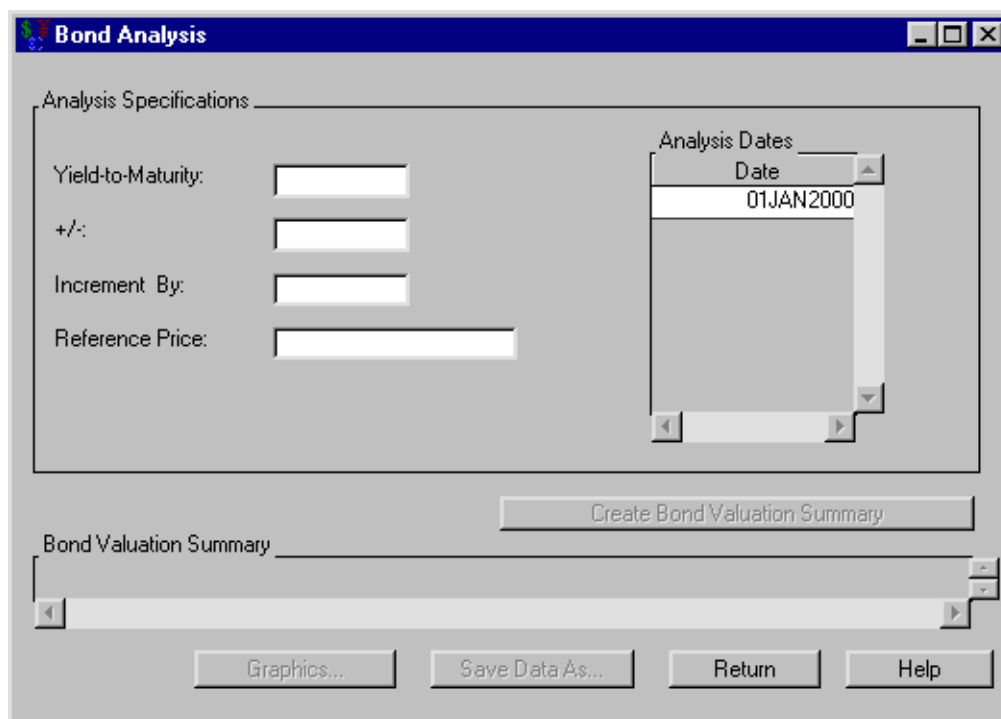 Bond Analysis
Analysis Specifications
Yield-to-Maturity:
+/-:
Increment By:
Reference Price:
Analysis Dates
Date
01JAN2000
Create Bond Valuation Summary
Bond Valuation Summary
Graphics...
Save Data As...
Return
Help